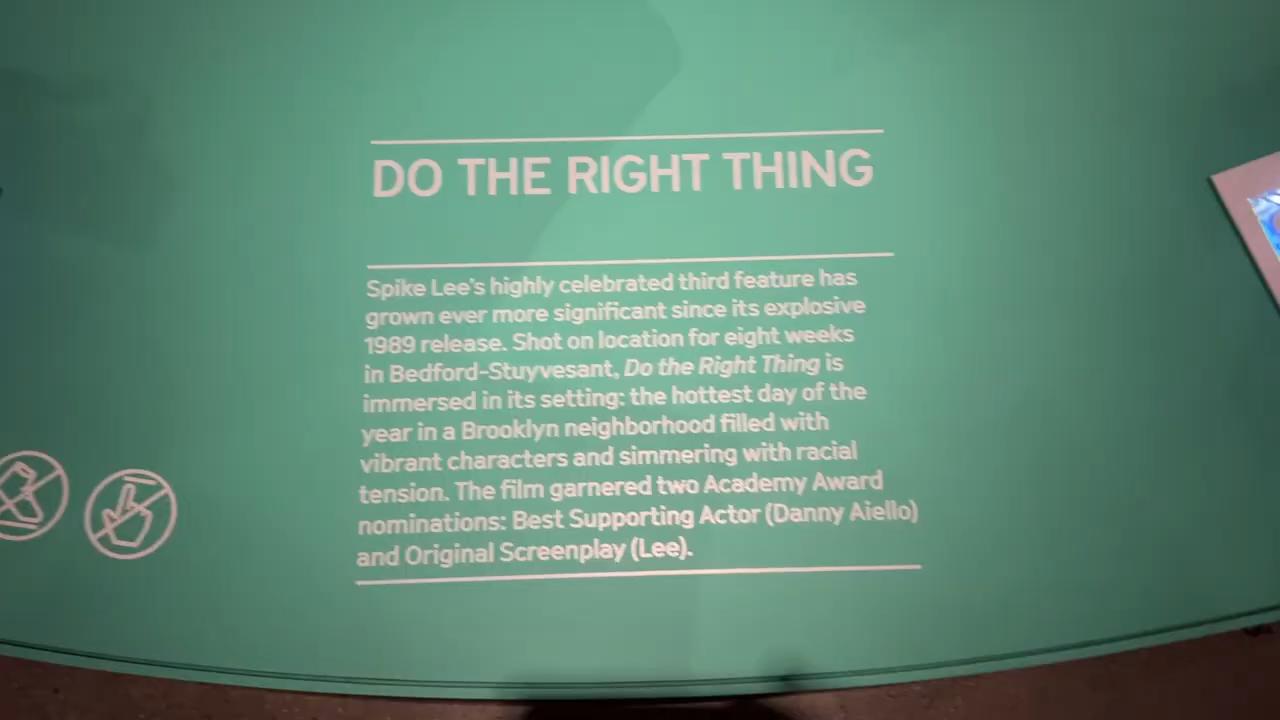 DO THE RIGHT THING
Spike Lee's highly celebrated third feature has
grown ever more significant since its explosive
1989 release. Shot on location for eight weeks
in Bedford-Stuyvesant, Do the Right Thing is
immersed in its setting: the hottest day of the
year in a Brooklyn neighborhood filled with
vibrant characters and simmering with racial
tension. The film garnered two Academy Award
nominations: Best Supporting Actor (Danny Aiello)
and Original Screenplay (Lee).